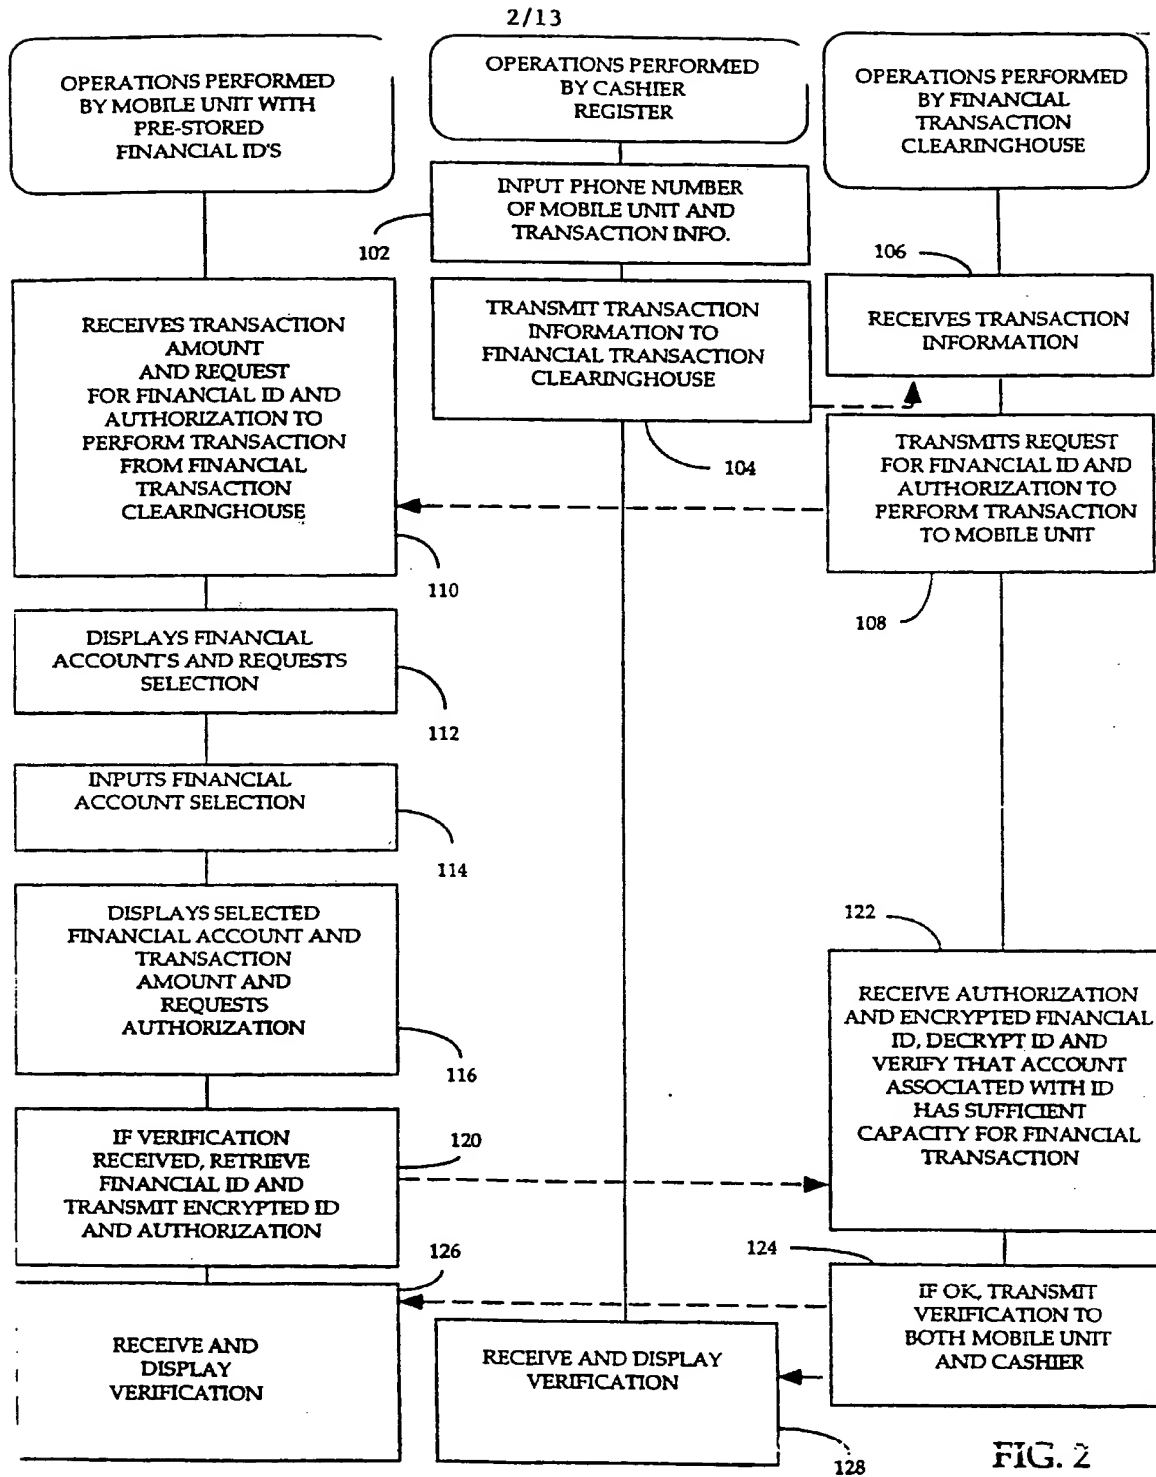 2/13
OPERATIONS PERFORMED
BY MOBILE UNIT WITH
PRE-STORED
FINANCIAL ID'S
OPERATIONS PERFORMED
BY CASHIER
REGISTER
OPERATIONS PERFORMED
BY FINANCIAL
TRANSACTION
CLEARINGHOUSE
INPUT PHONE NUMBER
OF MOBILE UNIT AND
TRANSACTION INFO.
102
TRANSMIT TRANSACTION
INFORMATION TO
FINANCIAL TRANSACTION
CLEARINGHOUSE
104
106
RECEIVES TRANSACTION
INFORMATION
TRANSMITS REQUEST
FOR FINANCIAL ID AND
AUTHORIZATION TO
PERFORM TRANSACTION
TO MOBILE UNIT
108
RECEIVES TRANSACTION
AMOUNT
AND REQUEST
FOR FINANCIAL ID AND
AUTHORIZATION TO
PERFORM TRANSACTION
FROM FINANCIAL
TRANSACTION
CLEARINGHOUSE
110
DISPLAYS FINANCIAL
ACCOUNTS AND REQUESTS
SELECTION
112
INPUTS FINANCIAL
ACCOUNT SELECTION
114
DISPLAYS SELECTED
FINANCIAL ACCOUNT AND
TRANSACTION
AMOUNT AND
REQUESTS
AUTHORIZATION
116
IF VERIFICATION
RECEIVED, RETRIEVE
FINANCIAL ID AND
TRANSMIT ENCRYPTED ID
AND AUTHORIZATION
120
122
RECEIVE AUTHORIZATION
AND ENCRYPTED FINANCIAL
ID, DECRYPT ID AND
VERIFY THAT ACCOUNT
ASSOCIATED WITH ID
HAS SUFFICIENT
CAPACITY FOR FINANCIAL
TRANSACTION
124
IF OK, TRANSMIT
VERIFICATION TO
BOTH MOBILE UNIT
AND CASHIER
126
RECEIVE AND
DISPLAY
VERIFICATION
RECEIVE AND DISPLAY
VERIFICATION
128
FIG. 2